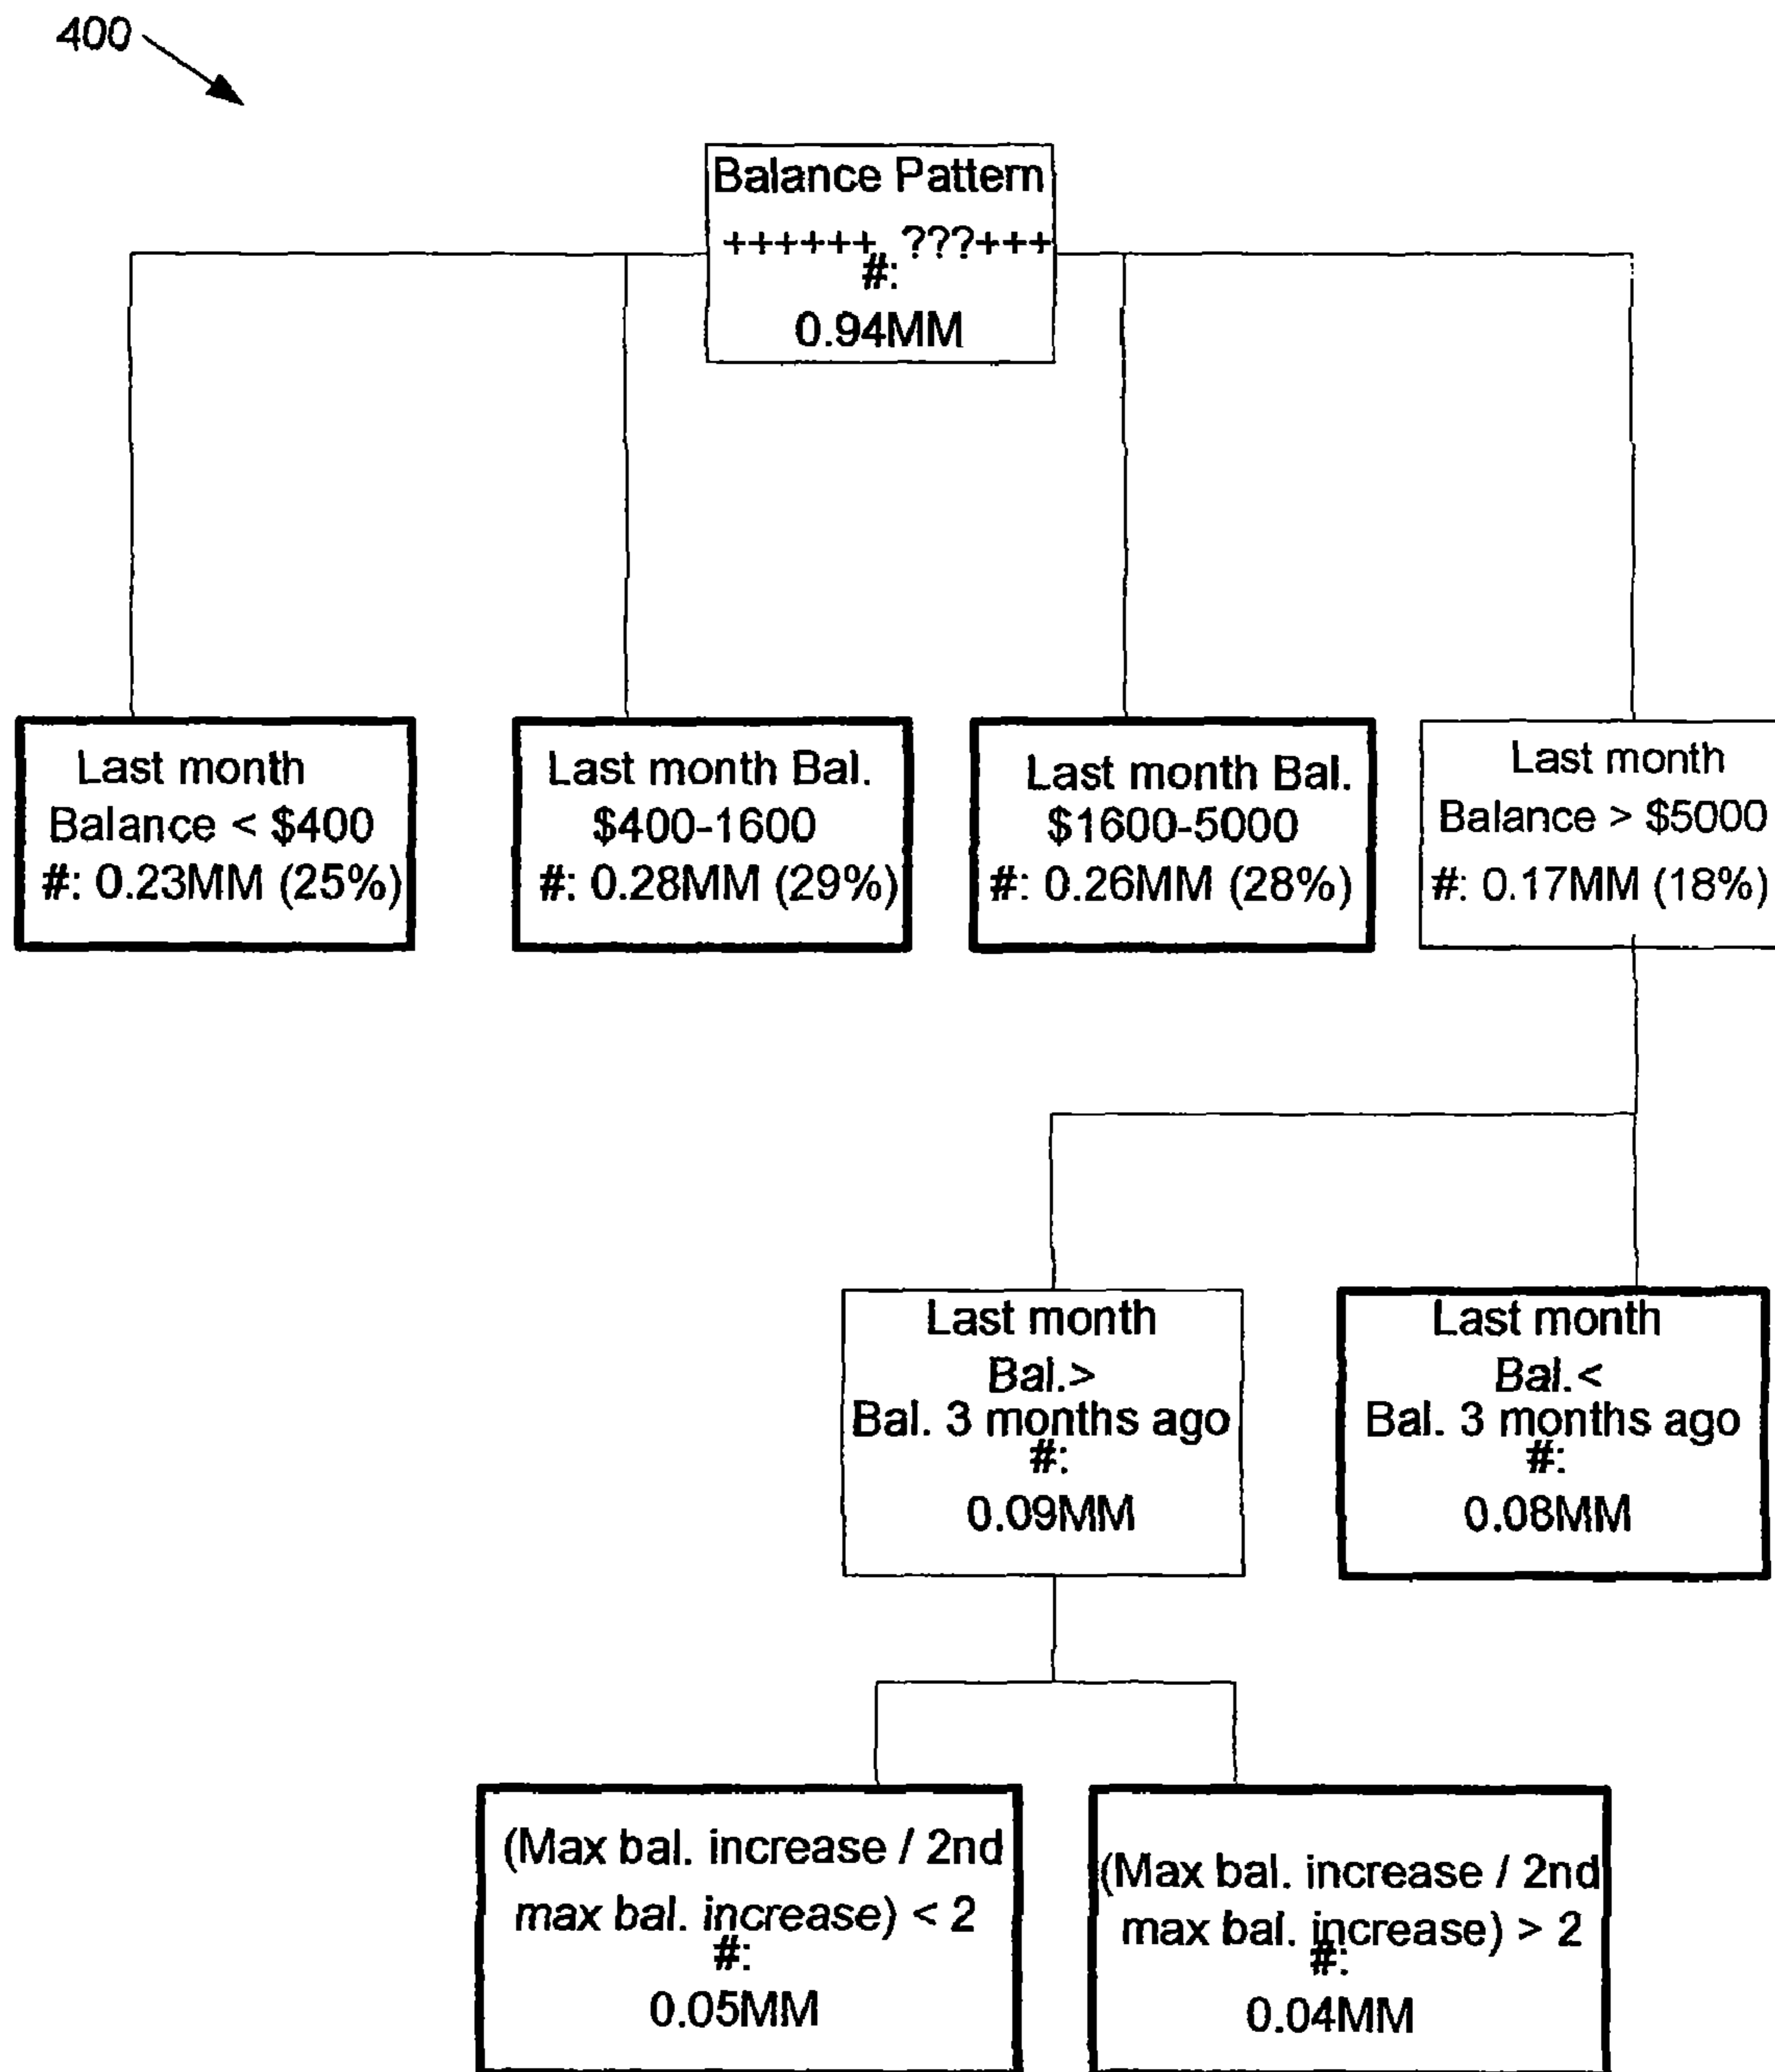 400
Balance Pattern
++++++, ???+++
#:
0.94MM
Last month
Balance < $400
#: 0.23MM (25%)
Last month Bal.
$400-1600
#: 0.28MM (29%)
Last month Bal.
$1600-5000
#: 0.26MM (28%)
Last month
Balance > $5000
#: 0.17MM (18%)
Last month
Bal.>
Bal. 3 months ago
#:
0.09MM
Last month
Bal.<
Bal. 3 months ago
#:
0.08MM
(Max bal. increase / 2nd
max bal. increase) < 2
#:
0.05MM
(Max bal. increase / 2nd
max bal. increase) > 2
#:
0.04MM